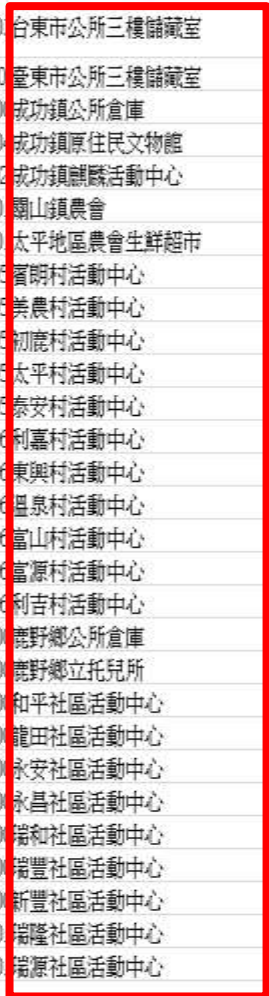 台東市公所三樓儲藏室
臺東市公所三樓儲藏室
成功鎮公所倉庫
成功鎮原住民文物館
成功鎮麒麟活動中心
關山鎮農會
太平地區農會生鮮超市
賓朗村活動中心
美農村活動中心
初鹿村活動中心
太平村活動中心
泰安村活動中心
利嘉村活動中心
東興村活動中心
溫泉村活動中心
富山村活動中心
富源村活動中心
利吉村活動中心
鹿野鄉公所倉庫
鹿野鄉立托兒所
和平社區活動中心
龍田社區活動中心
永安社區活動中心
永昌社區活動中心
瑞和社區活動中心
瑞豐社區活動中心
新豐社區活動中心
瑞隆社區活動中心
瑞源社區活動中心